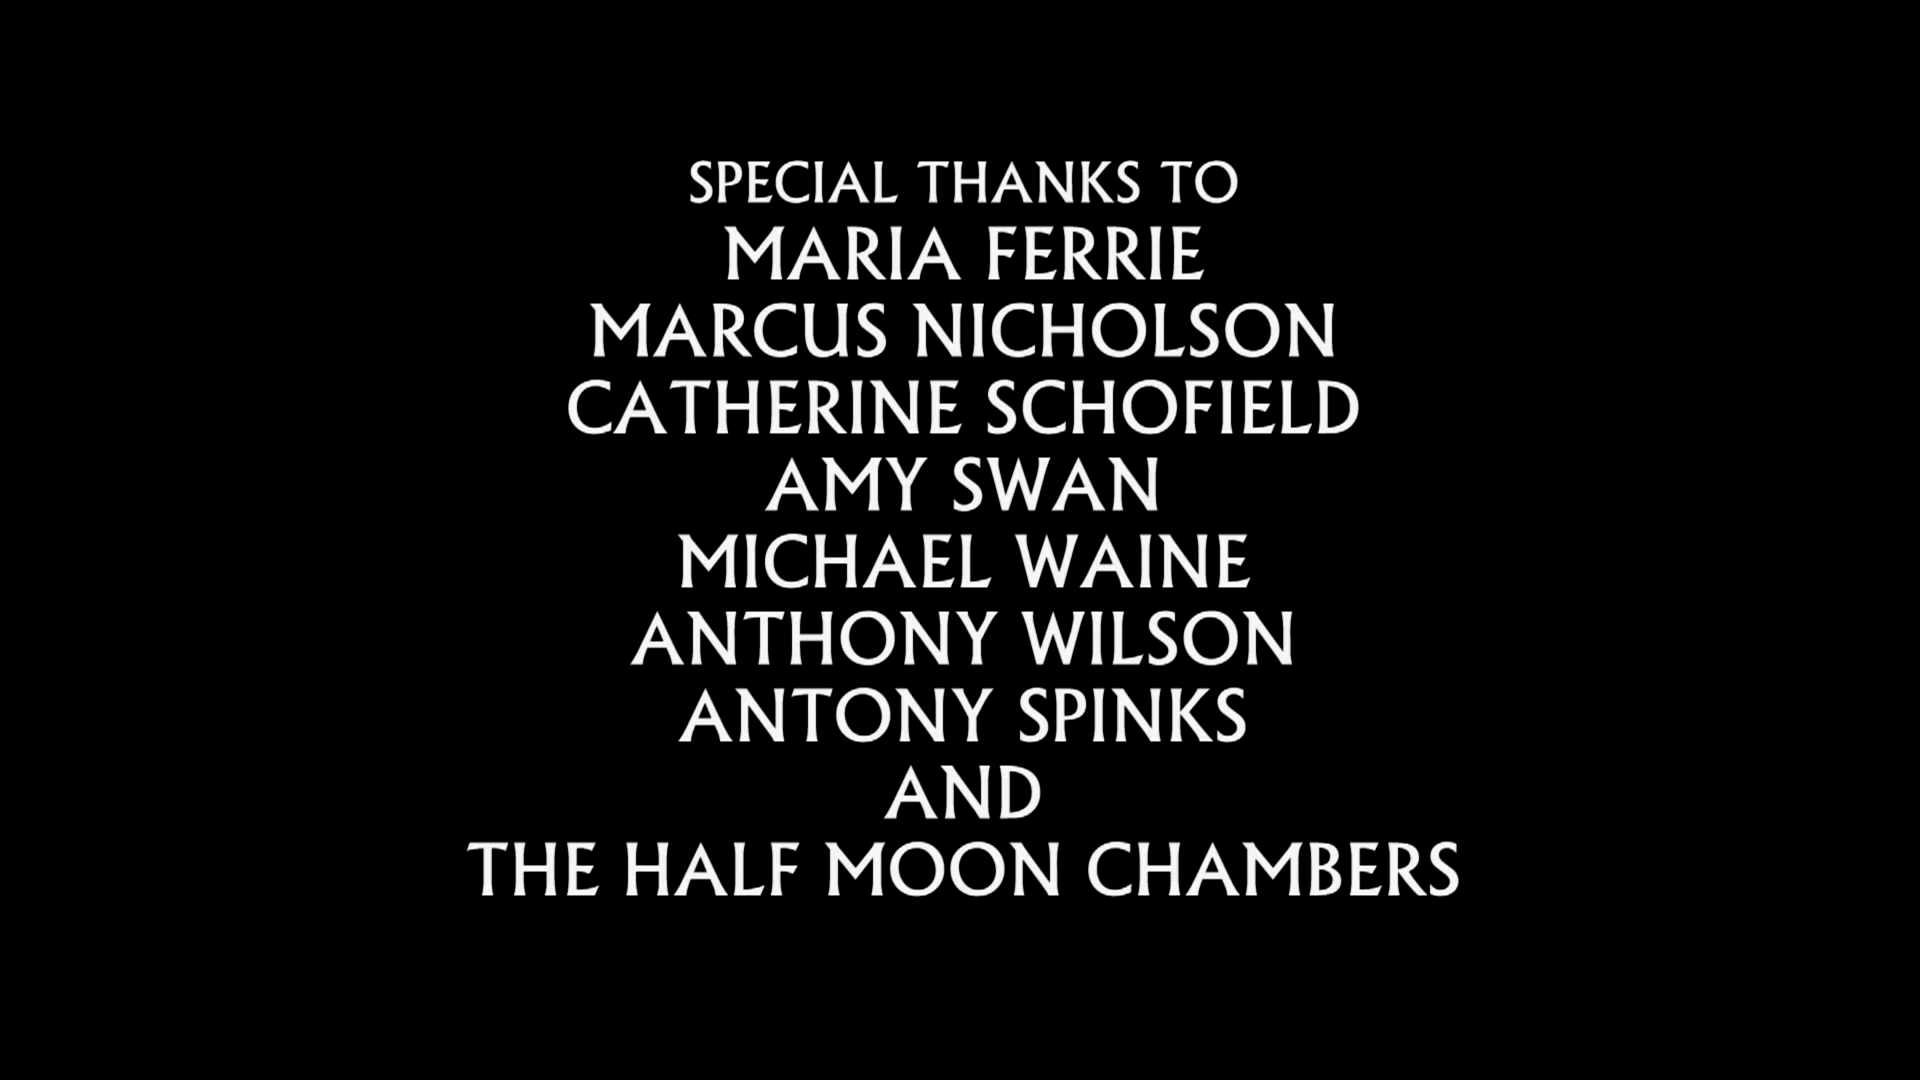 SPECIAL THANKS TO
MARIA FERRIE
MARCUS NICHOLSON
CATHERINE SCHOFIELD
AMY SWAN
MICHAEL WAINE
ANTHONY WILSON
ANTONY SPINKS
AND
THE HALF MOON CHAMBERS